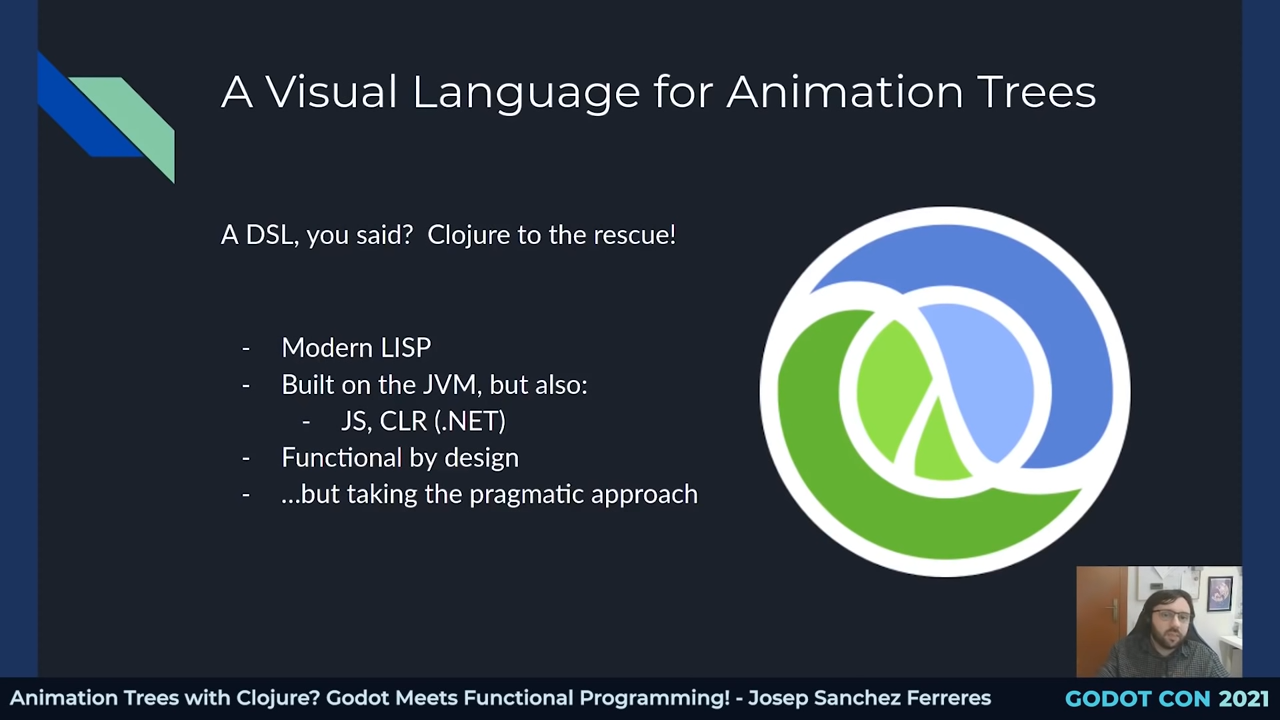 A Visual Language for Animation Trees
A DSL, you said? Clojure to the rescue!
- Modern LISP
- Built on the JVM, but also:
- JS, CLR (.NET)
- Functional by design
- ...but taking the pragmatic approach
Animation Trees with Clojure? Godot Meets Functional Programming! - Josep Sanchez Ferreres
GODOT CON 2021